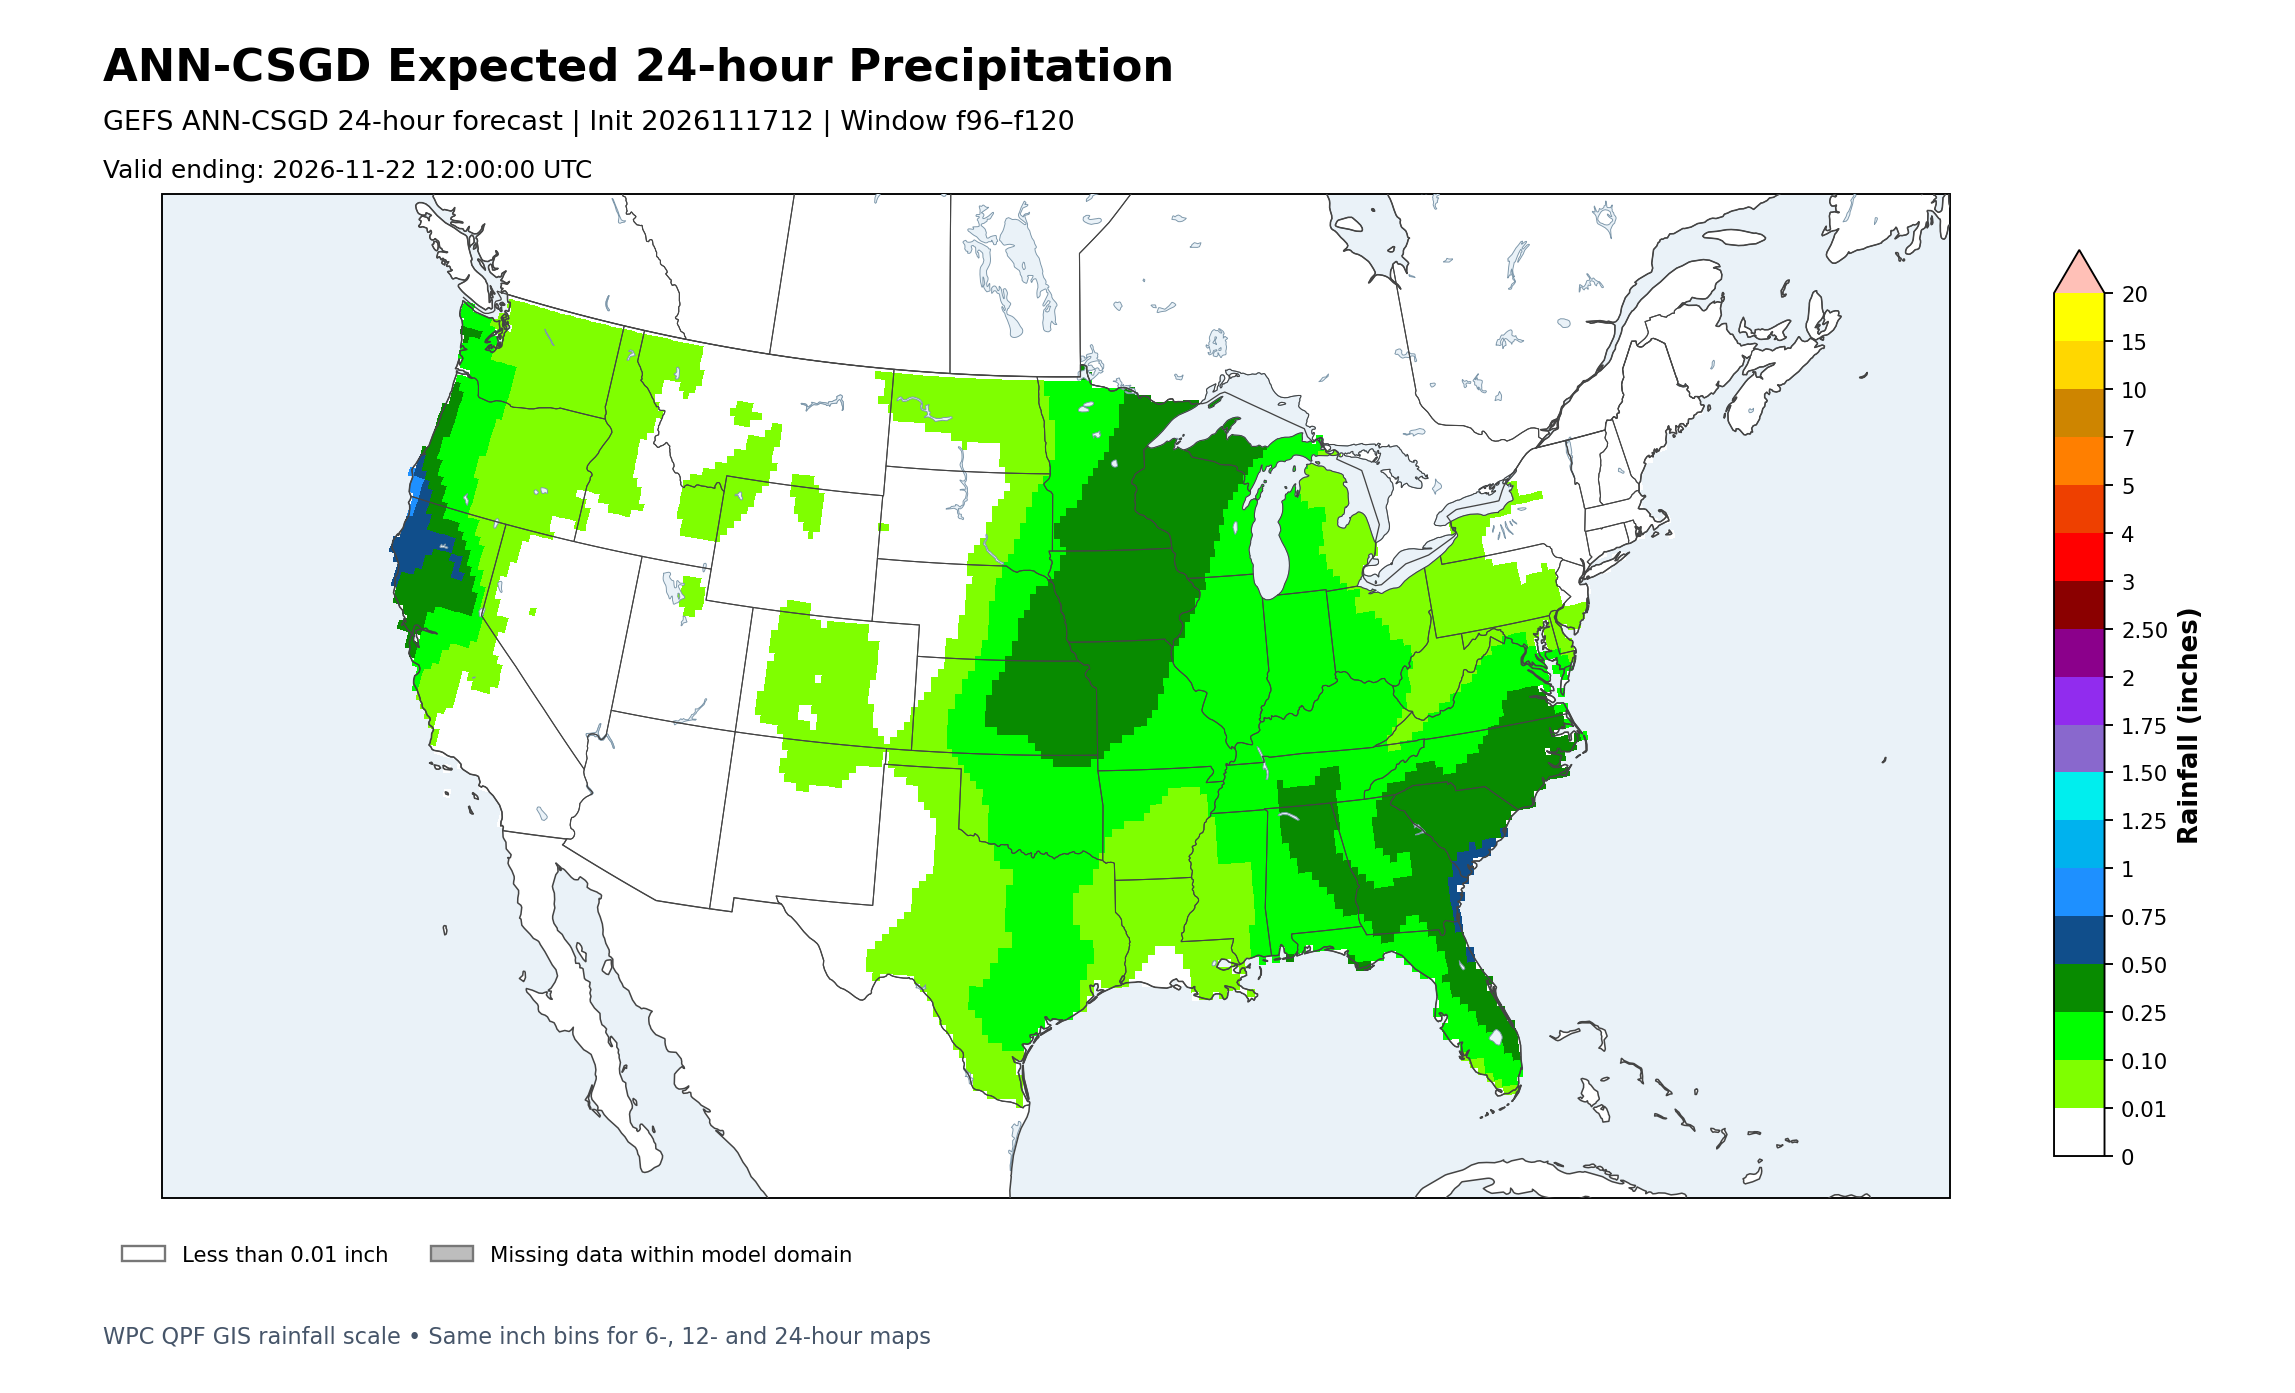 ANN-CSGD Expected 24-hour Precipitation
GEFS ANN-CSGD 24-hour forecast | Init 2026111712 | Window f96–f120
Valid ending: 2026-11-22 12:00:00 UTC
20
15
10
7
5
4
3
2.50
2
1.75
1.50
1.25
1
0.75
0.50
0.25
0.10
0.01
0
Rainfall (inches)
Less than 0.01 inch
Missing data within model domain
WPC QPF GIS rainfall scale • Same inch bins for 6-, 12- and 24-hour maps